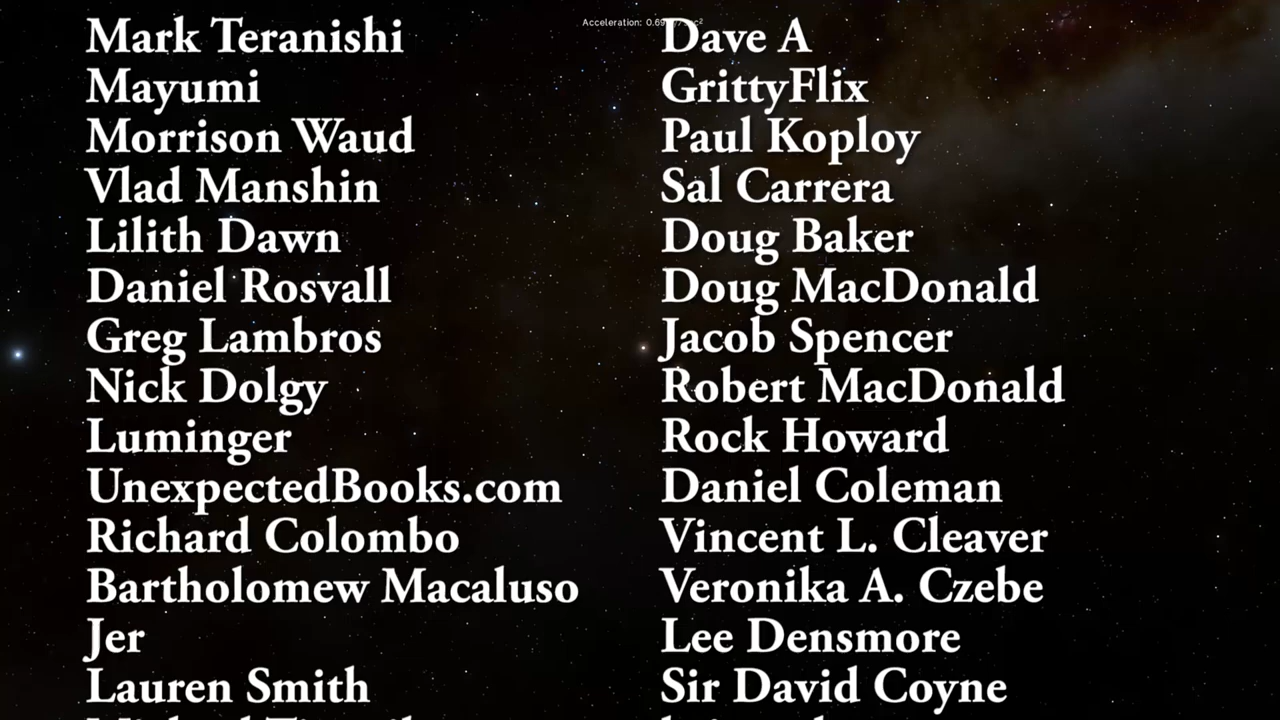 Acceleration:
Mark Teranishi
Mayumi
Morrison Waud
Vlad Manshin
Lilith Dawn
Daniel Rosvall
Greg Lambros
Nick Dolgy
Luminger
UnexpectedBooks.com
Richard Colombo
Bartholomew Macaluso
Jer
Lauren Smith
Dave A
GrittyFlix
Paul Koploy
Sal Carrera
Doug Baker
Doug MacDonald
Jacob Spencer
Robert MacDonald
Rock Howard
Daniel Coleman
Vincent L. Cleaver
Veronika A. Czebe
Lee Densmore
Sir David Coyne